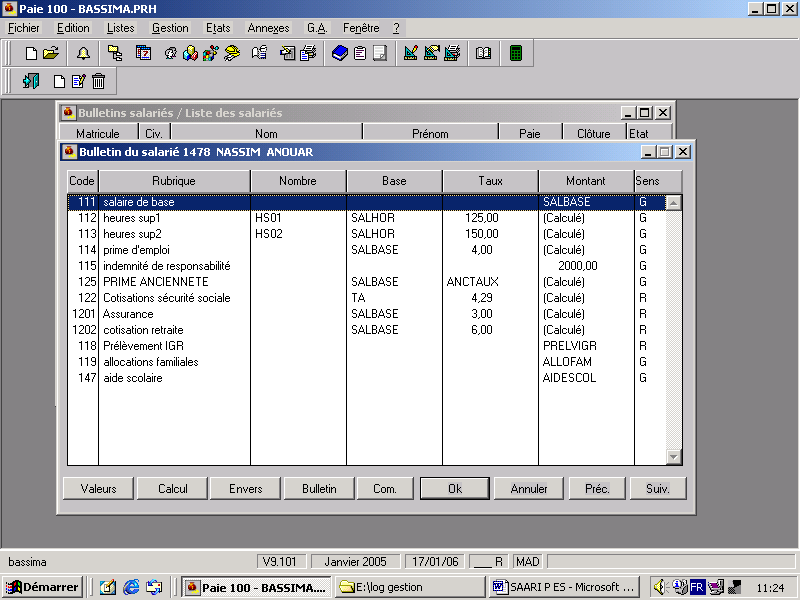 Paie 100 - BASSIMA.PRH
Fichier Edition Listes Gestion Etats Annexes G.A. Fenêtre ?
Bulletins salariés / Liste des salariés
Matricule Civ. Nom Prénom Paie Clôture Etat
Bulletin du salarié 1478 NASSIM ANOUAR
Code Rubrique Nombre Base Taux Montant Sens
111 salaire de base SALBASE G
112 heures sup1 HS01 SALHOR 125,00 (Calculé) G
113 heures sup2 HS02 SALHOR 150,00 (Calculé) G
114 prime d'emploi SALBASE 4,00 (Calculé) G
115 indemnité de responsabilité 2000,00 G
125 PRIME ANCIENNETE SALBASE ANCTAUX (Calculé) G
122 Cotisations sécurité sociale TA 4,29 (Calculé) R
1201 Assurance SALBASE 3,00 (Calculé) R
1202 cotisation retraite SALBASE 6,00 (Calculé) R
118 Prélèvement IGR PRELVIGR R
119 allocations familiales ALLOFAM G
147 aide scolaire AIDESCOL G
Valeurs Calcul Envers Bulletin Com. Ok Annuler Préc. Suiv.
bassima V9.101 Janvier 2005 17/01/06 ___ R MAD
Démarrer Paie 100 - BASSIMA.... E:\log gestion SAARI P ES - Microsoft ... FR 11:24